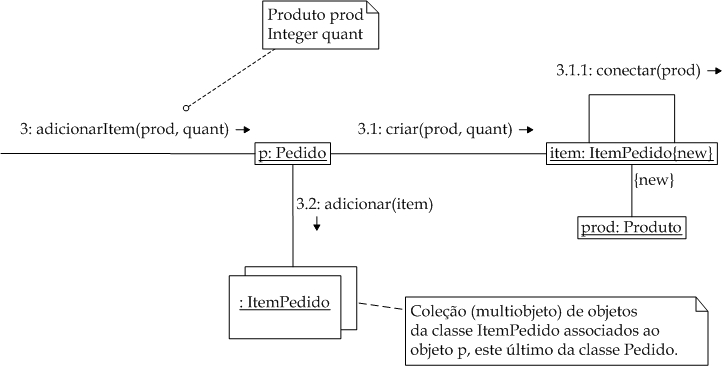 Produto prod
Integer quant
3.1.1: conectar(prod)
3: adicionarItem(prod, quant)
3.1: criar(prod, quant)
p: Pedido
item: ItemPedido{new}
{new}
3.2: adicionar(item)
prod: Produto
: ItemPedido
Coleção (multiobjeto) de objetos
da classe ItemPedido associados ao
objeto p, este último da classe Pedido.